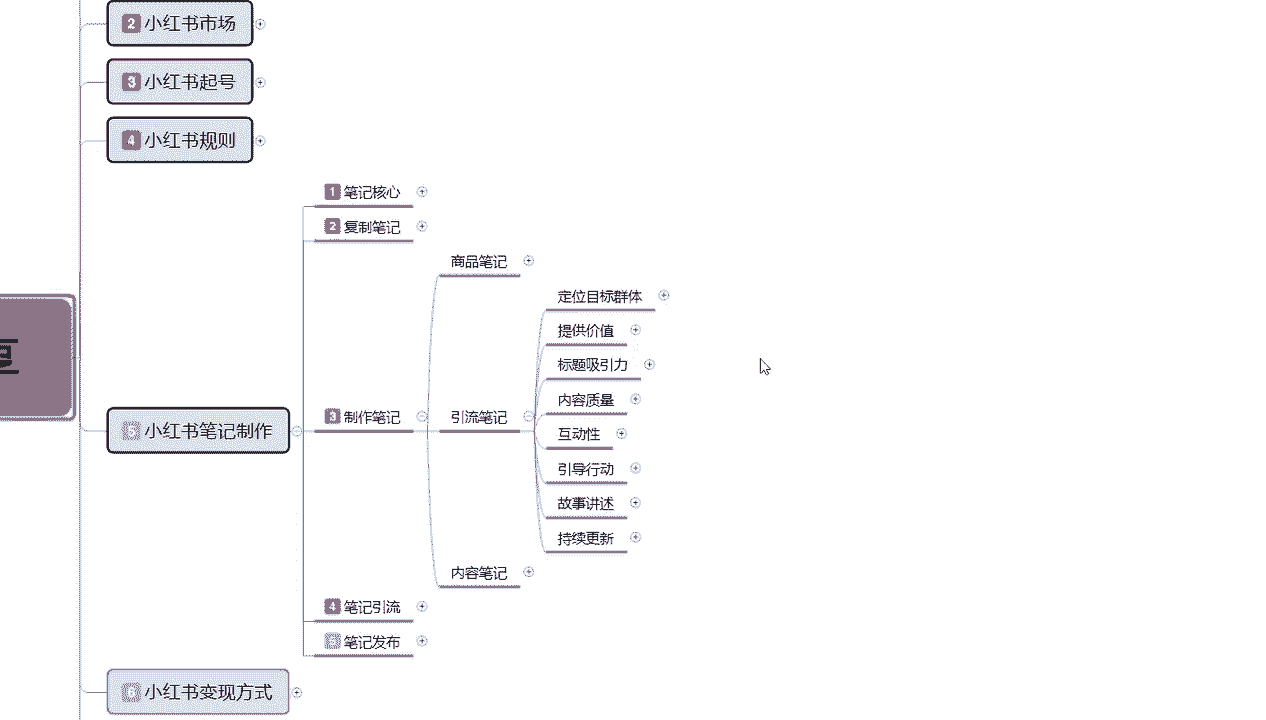 2 小红书市场
3 小红书起号
4 小红书规则
1 笔记核心
2 复制笔记
商品笔记
定位目标群体
提供价值
标题吸引力
内容质量
3 制作笔记
引流笔记
5 小红书笔记制作
互动性
引导行动
故事讲述
持续更新
内容笔记
4 笔记引流
5 笔记发布
6 小红书变现方式